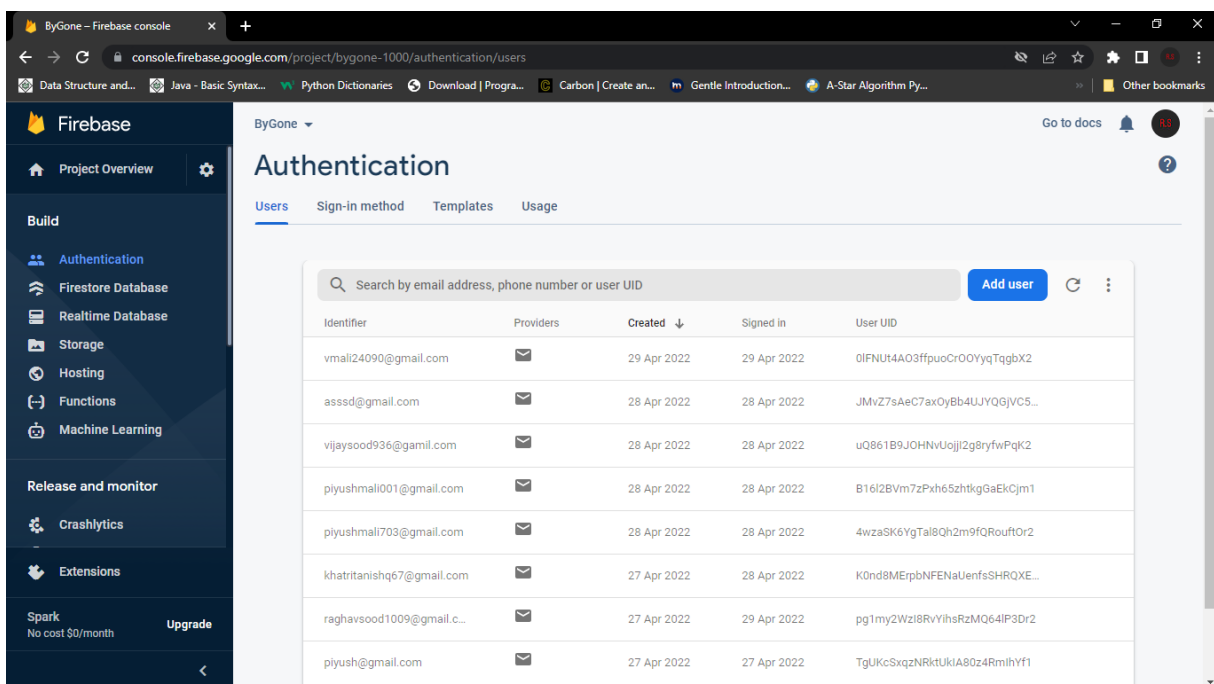 ByGone – Firebase console
console.firebase.google.com/project/bygone-1000/authentication/users
Data Structure and... Java - Basic Syntax... Python Dictionaries Download | Progra... Carbon | Create an... Gentle Introduction... A-Star Algorithm Py... Other bookmarks
Firebase
Project Overview
Build
Authentication
Firestore Database
Realtime Database
Storage
Hosting
Functions
Machine Learning
Release and monitor
Crashlytics
Extensions
Spark
No cost $0/month
Upgrade
ByGone
Go to docs
R.S
Authentication
Users Sign-in method Templates Usage
Search by email address, phone number or user UID
Add user
Identifier Providers Created Signed in User UID
vmali24090@gmail.com 29 Apr 2022 29 Apr 2022 0lFNUt4AO3ffpuoCrOOYyqTqgbX2
asssd@gmail.com 28 Apr 2022 28 Apr 2022 JMvZ7sAeC7axOyBb4UJYQGjVC5...
vijaysood936@gamil.com 28 Apr 2022 28 Apr 2022 uQ861B9JOHNvUojjI2g8ryfwPqK2
piyushmali001@gmail.com 28 Apr 2022 28 Apr 2022 B16l2BVm7zPxh65zhtkgGaEkCjm1
piyushmali703@gmail.com 28 Apr 2022 28 Apr 2022 4wzaSK6YgTal8Qh2m9fQRouftOr2
khatritanishq67@gmail.com 27 Apr 2022 28 Apr 2022 K0nd8MErpbNFENaUenfsSHRQXE...
raghavsood1009@gmail.c... 27 Apr 2022 29 Apr 2022 pg1my2WzI8RvYihsRzMQ64lP3Dr2
piyush@gmail.com 27 Apr 2022 27 Apr 2022 TgUKcSxqzNRktUkIA80z4RmIhYf1